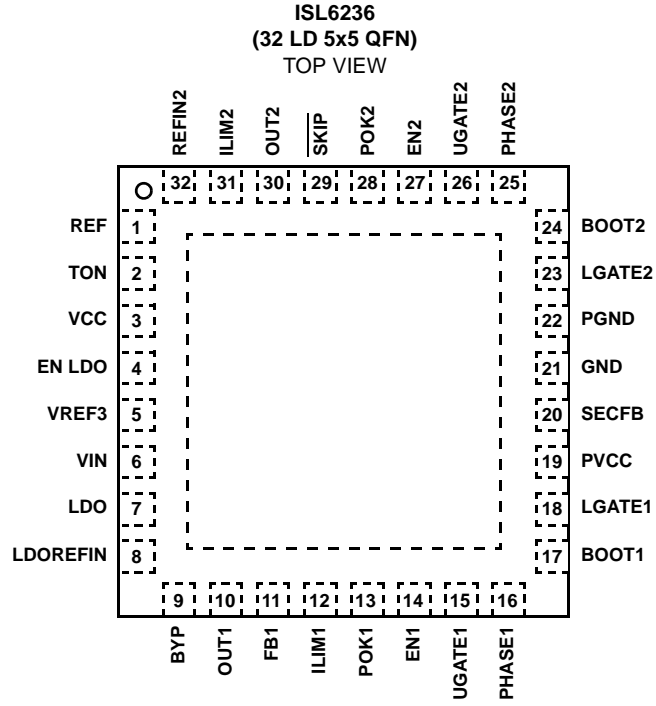 ISL6236
(32 LD 5x5 QFN)
TOP VIEW
REFIN2
ILIM2
OUT2
SKIP
POK2
EN2
UGATE2
PHASE2
32
31
30
29
28
27
26
25
REF 1
TON 2
VCC 3
EN LDO 4
VREF3 5
VIN 6
LDO 7
LDOREFIN 8
24 BOOT2
23 LGATE2
22 PGND
21 GND
20 SECFB
19 PVCC
18 LGATE1
17 BOOT1
9
10
11
12
13
14
15
16
BYP
OUT1
FB1
ILIM1
POK1
EN1
UGATE1
PHASE1